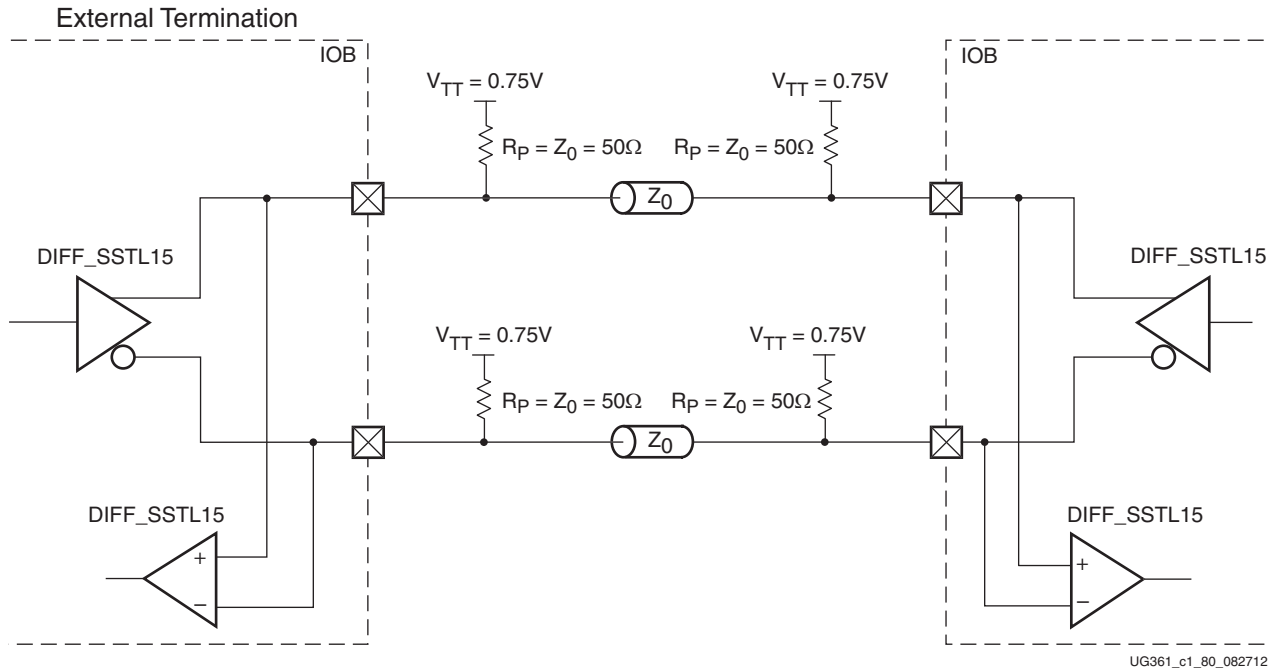 External Termination
IOB
IOB
V_TT = 0.75V
V_TT = 0.75V
R_P = Z_0 = 50Ω
R_P = Z_0 = 50Ω
Z_0
DIFF_SSTL15
DIFF_SSTL15
V_TT = 0.75V
V_TT = 0.75V
R_P = Z_0 = 50Ω
R_P = Z_0 = 50Ω
Z_0
DIFF_SSTL15
DIFF_SSTL15
+
–
+
–
UG361_c1_80_082712